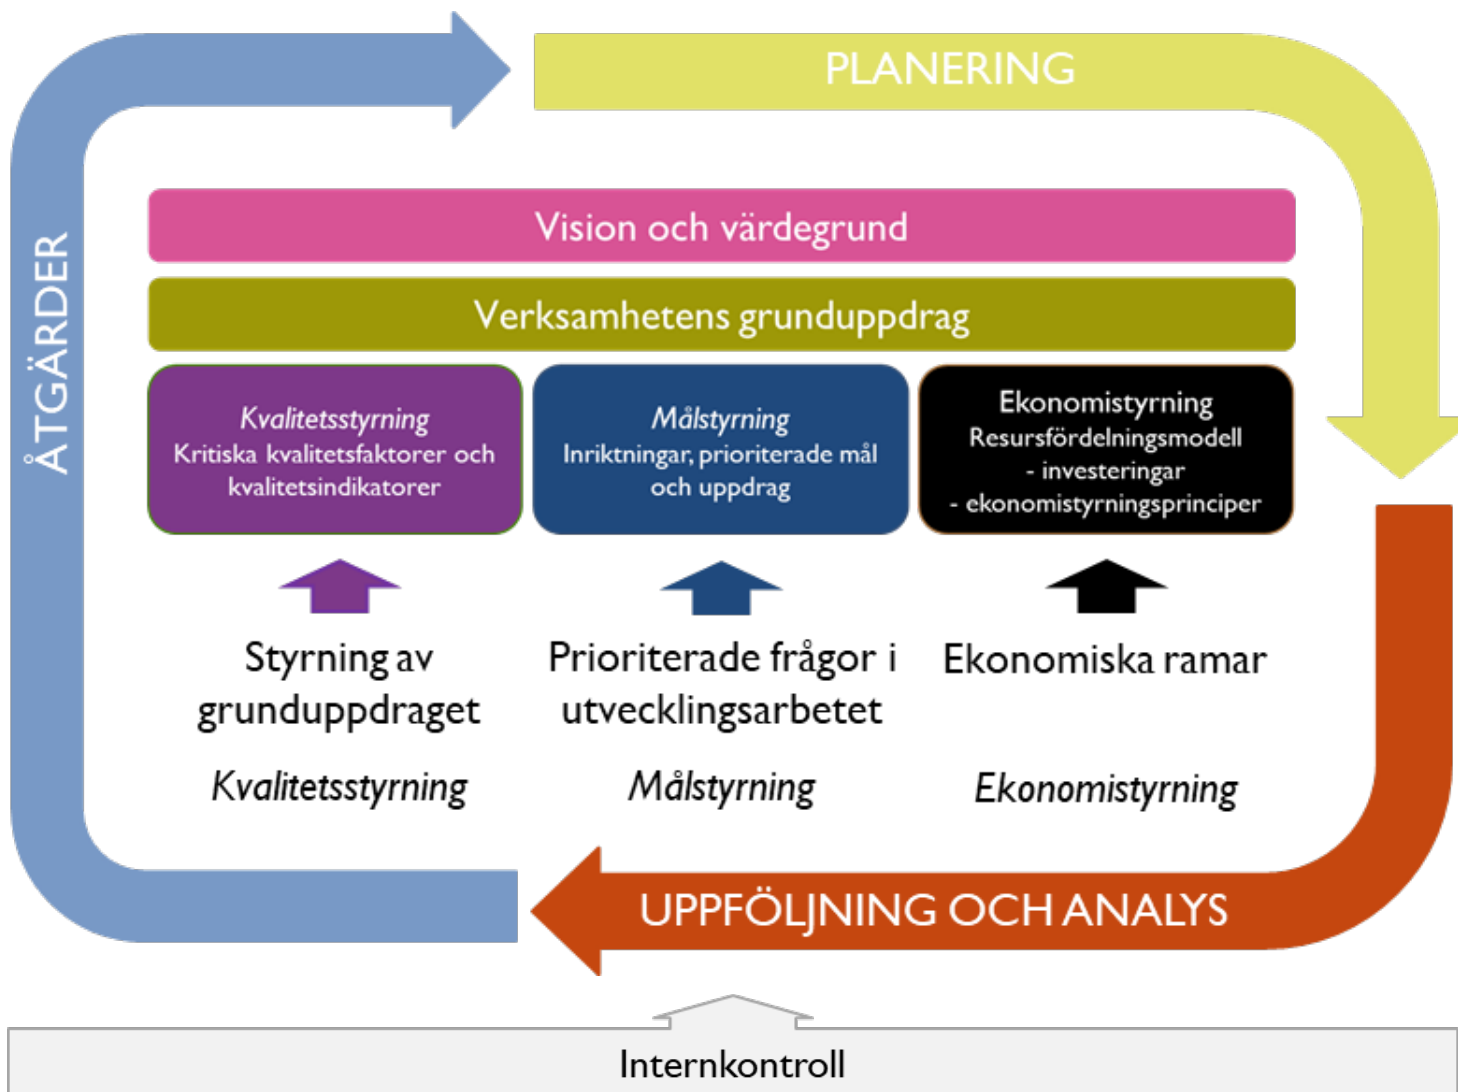 PLANERING
Vision och värdegrund
Verksamhetens grunduppdrag
ÅTGÄRDER
Kvalitetsstyrning
Kritiska kvalitetsfaktorer och
kvalitetsindikatorer
Målstyrning
Inriktningar, prioriterade mål
och uppdrag
Ekonomistyrning
Resursfördelningsmodell
- investeringar
- ekonomistyrningsprinciper
Styrning av
grunduppdraget
Kvalitetsstyrning
Prioriterade frågor i
utvecklingsarbetet
Målstyrning
Ekonomiska ramar
Ekonomistyrning
UPPFÖLJNING OCH ANALYS
Internkontroll